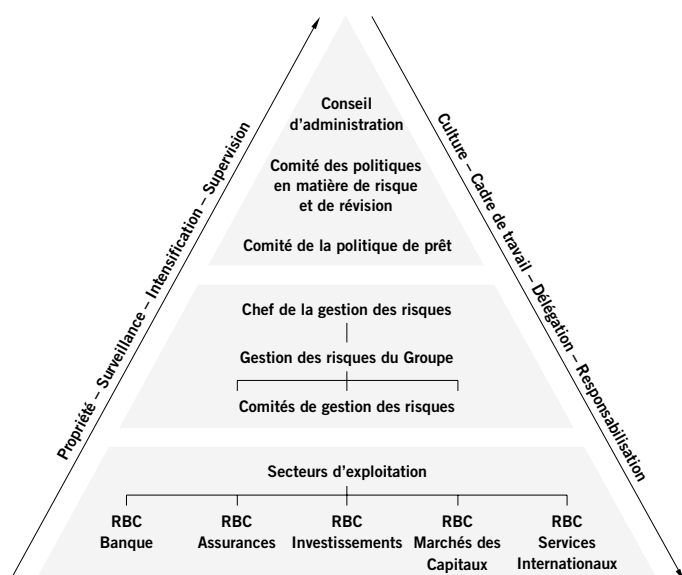 Conseil
d’administration
Comité des politiques
en matière de risque
et de révision
Comité de la politique de prêt
Propriété – Surveillance – Intensification – Supervision
Culture – Cadre de travail – Délégation – Responsabilisation
Chef de la gestion des risques
Gestion des risques du Groupe
Comités de gestion des risques
Secteurs d’exploitation
RBC
Banque
RBC
Assurances
RBC
Investissements
RBC
Marchés des
Capitaux
RBC
Services
Internationaux